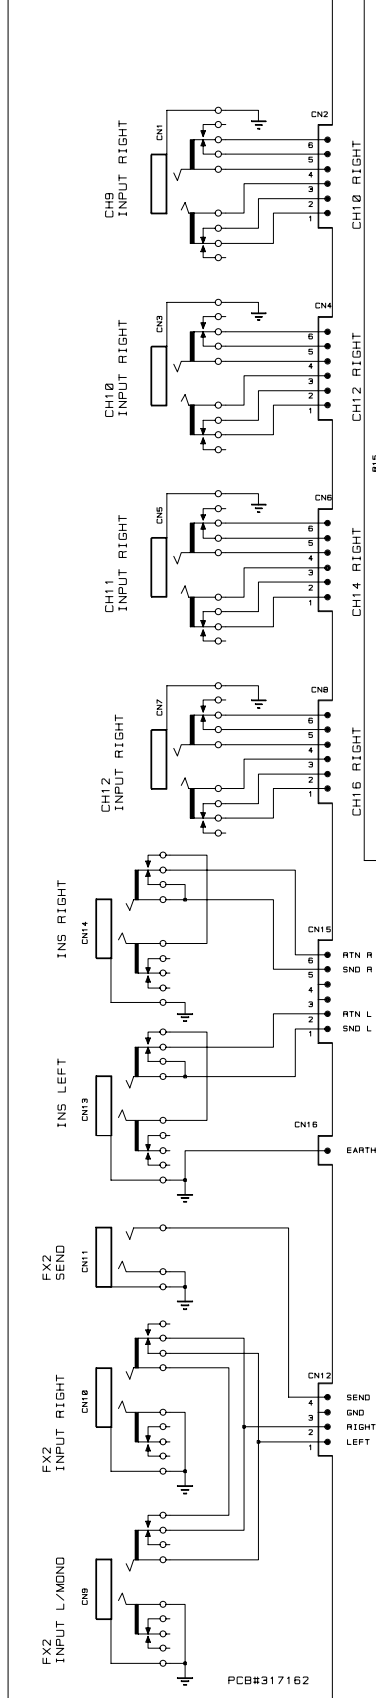 CH9
INPUT RIGHT
CN1
CN2
6
5
4
3
2
1
CH10 RIGHT
CH10
INPUT RIGHT
CN3
CN4
6
5
4
3
2
1
CH12 RIGHT
CH11
INPUT RIGHT
CN5
CN6
6
5
4
3
2
1
CH14 RIGHT
CH12
INPUT RIGHT
CN7
CN8
6
5
4
3
2
1
CH16 RIGHT
INS RIGHT
CN14
CN15
6
5
4
3
2
1
RTN R
SND R
RTN L
SND L
INS LEFT
CN13
CN16
EARTH
FX2
SEND
CN11
FX2
INPUT RIGHT
CN10
CN12
4
3
2
1
SEND
GND
RIGHT
LEFT
FX2
INPUT L/MONO
CN9
PCB#317162